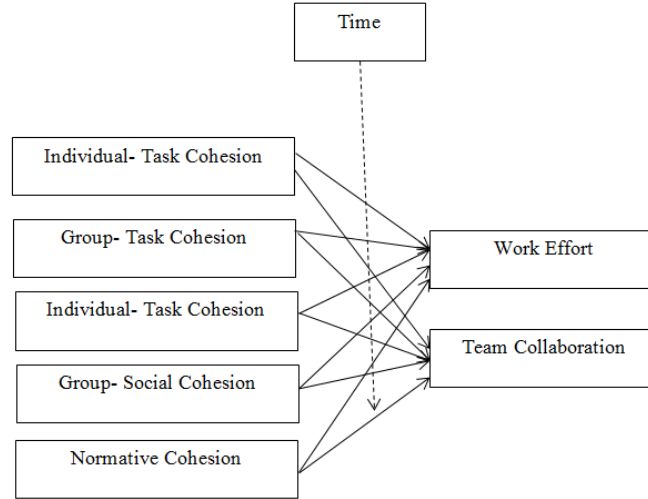 Time
Individual- Task Cohesion
Group- Task Cohesion
Work Effort
Individual- Task Cohesion
Team Collaboration
Group- Social Cohesion
Normative Cohesion